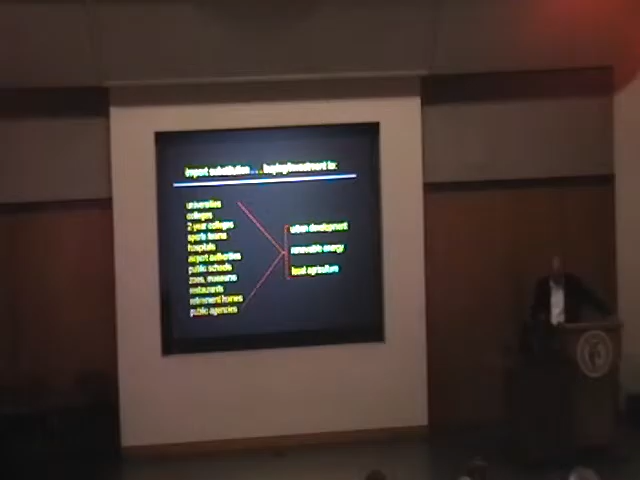 import substitution . . . buying/investment in:
universities
colleges
2 year colleges
sports teams
hospitals
airport authorities
public schools
zoos, museums
restaurants
retirement homes
public agencies
urban development
renewable energy
local agriculture